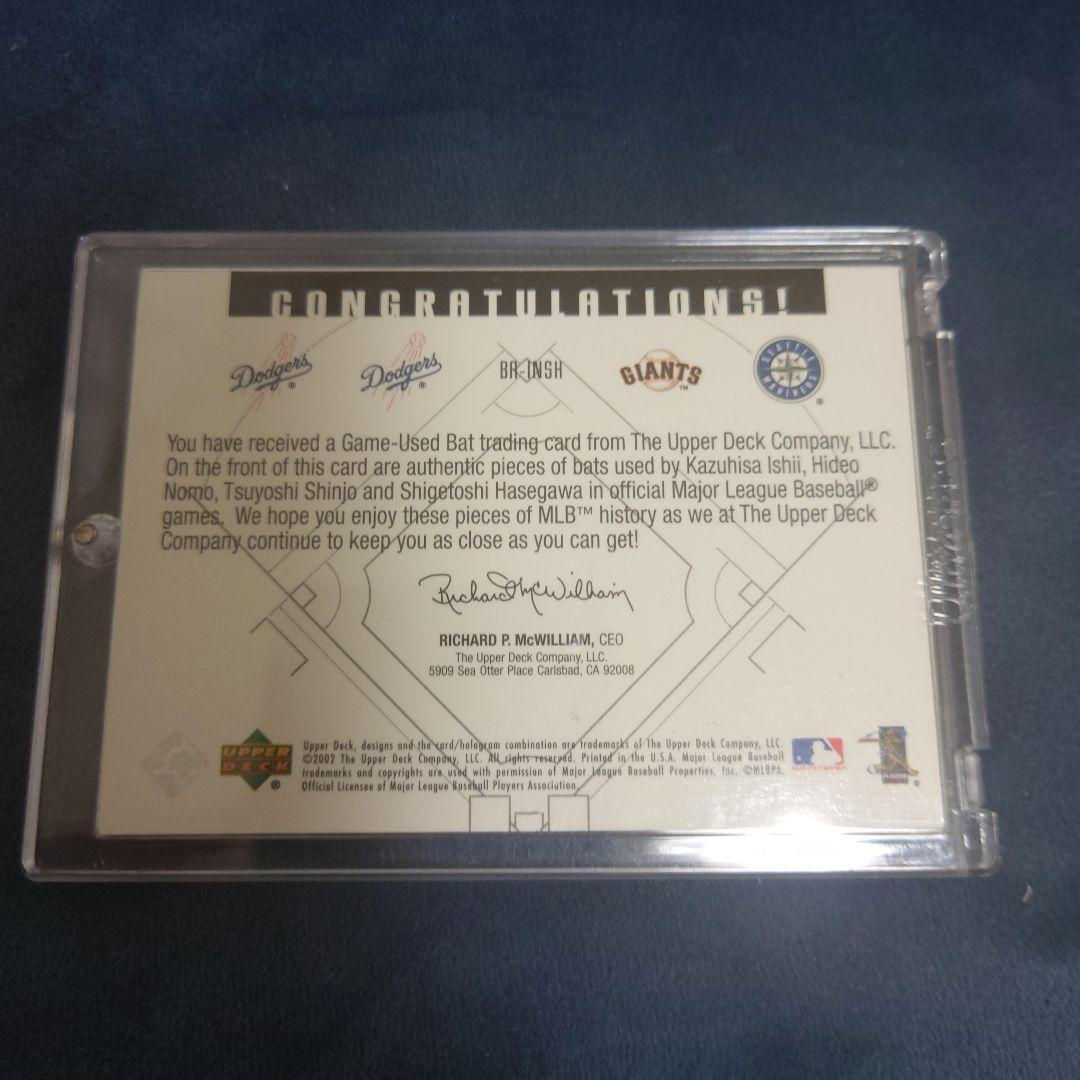 CONGRATULATIONS!
Dodgers® Dodgers® BR-INSH GIANTS™ SEATTLE MARINERS®
You have received a Game-Used Bat trading card from The Upper Deck Company, LLC.
On the front of this card are authentic pieces of bats used by Kazuhisa Ishii, Hideo
Nomo, Tsuyoshi Shinjo and Shigetoshi Hasegawa in official Major League Baseball®
games. We hope you enjoy these pieces of MLB™ history as we at The Upper Deck
Company continue to keep you as close as you can get!
Richard P. McWilliam
RICHARD P. McWILLIAM, CEO
The Upper Deck Company, LLC.
5909 Sea Otter Place Carlsbad, CA 92008
UPPER
DECK®
Upper Deck, designs and the card/hologram combination are trademarks of The Upper Deck Company, LLC.
©2002 The Upper Deck Company, LLC. All rights reserved. Printed in the U.S.A. Major League Baseball
trademarks and copyrights are used with permission of Major League Baseball Properties, Inc. ©MLBPA.
Official Licensee of Major League Baseball Players Association.